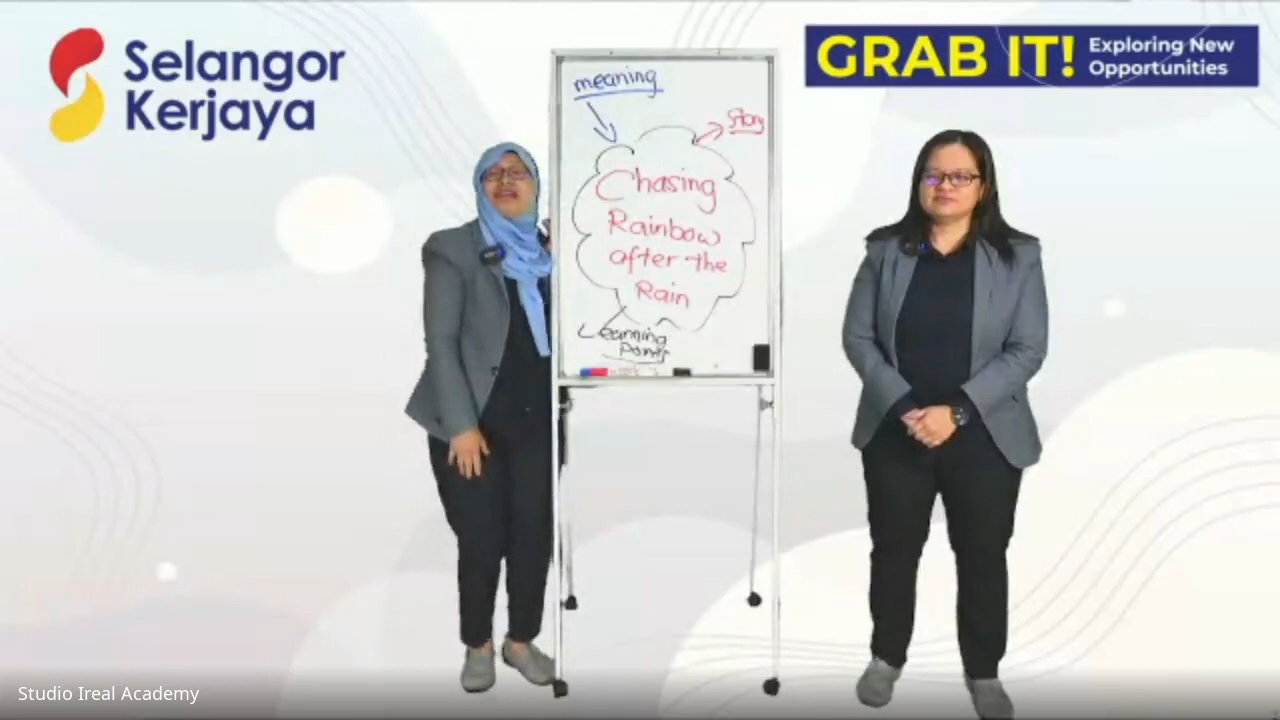 Selangor
Kerjaya
GRAB IT!
Exploring New
Opportunities
meaning
Story
Chasing
Rainbow
after the
Rain
Learning
Points
Studio Ireal Academy